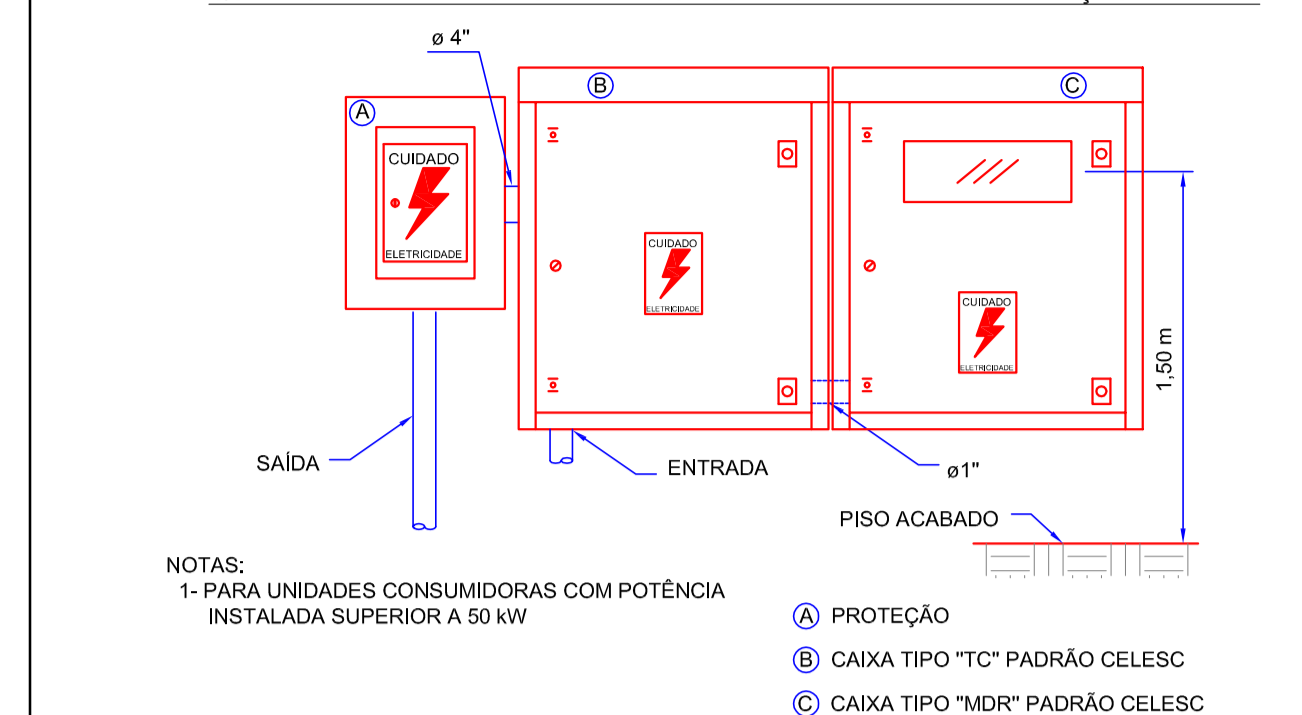 ø 4"
A
B
C
CUIDADO
ELETRICIDADE
CUIDADO
ELETRICIDADE
CUIDADO
ELETRICIDADE
1,50 m
SAÍDA
ENTRADA
ø1"
PISO ACABADO
NOTAS:
1- PARA UNIDADES CONSUMIDORAS COM POTÊNCIA
INSTALADA SUPERIOR A 50 kW
A PROTEÇÃO
B CAIXA TIPO "TC" PADRÃO CELESC
C CAIXA TIPO "MDR" PADRÃO CELESC